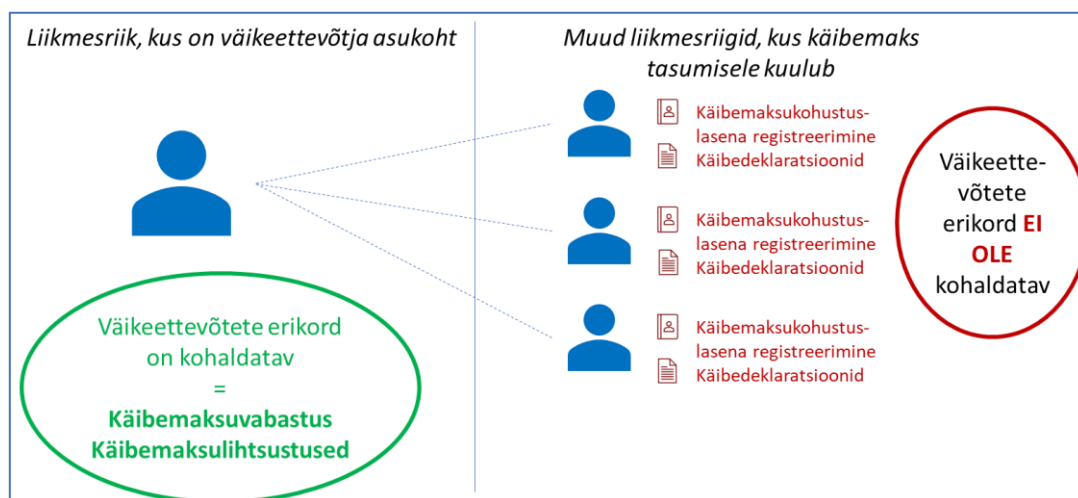 Liikmesriik, kus on väikeettevõtja asukoht
Väikeettevõtete erikord
on kohaldatav
=
Käibemaksuvabastus
Käibemaksulihtsustused
Muud liikmesriigid, kus käibemaks
tasumisele kuulub
Käibemaksukohustus-
lasena registreerimine
Käibedeklaratsioonid
Käibemaksukohustus-
lasena registreerimine
Käibedeklaratsioonid
Käibemaksukohustus-
lasena registreerimine
Käibedeklaratsioonid
Väikeette-
võtete
erikord EI
OLE
kohaldatav